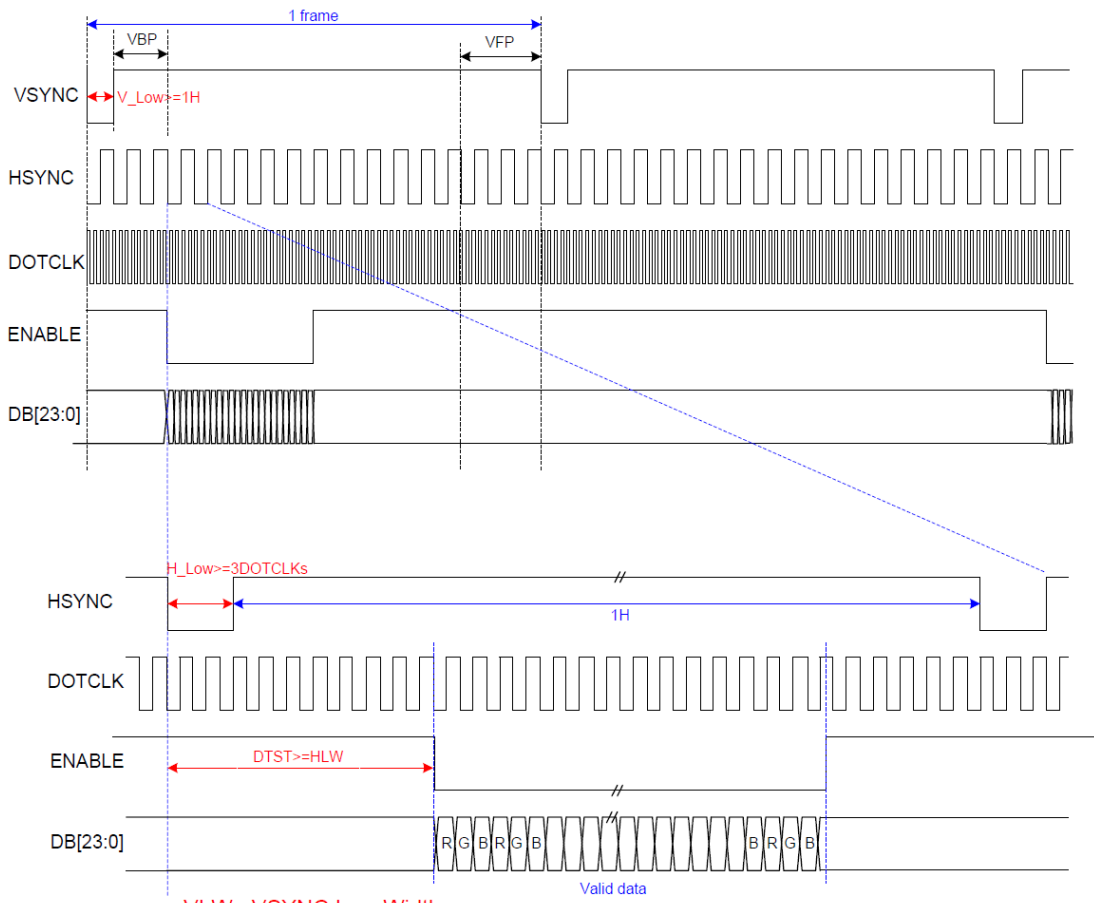 1 frame
VBP
VFP
VSYNC
V_Low>=1H
HSYNC
DOTCLK
ENABLE
DB[23:0]
H_Low>=3DOTCLKs
HSYNC
1H
DOTCLK
ENABLE
DTST>=HLW
DB[23:0]
R G B R G B B R G B
Valid data